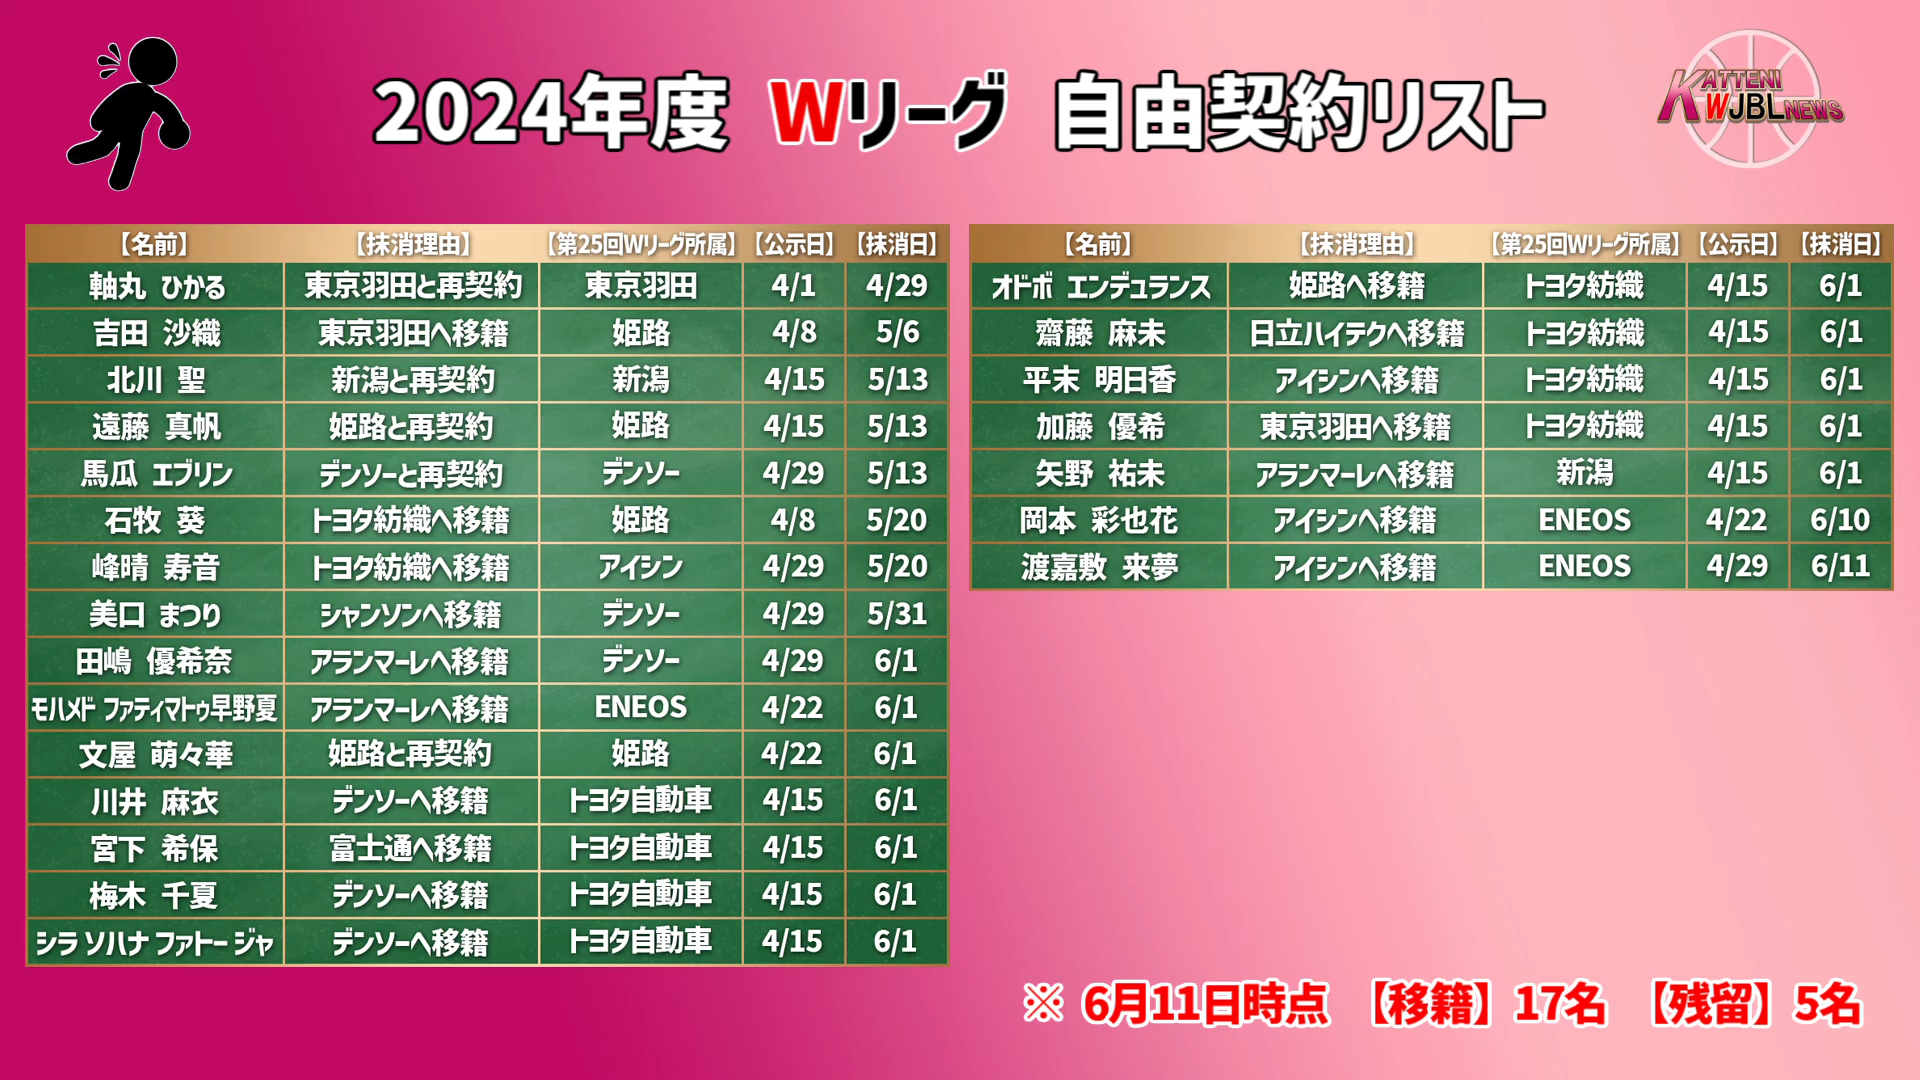 2024年度 Wリーグ 自由契約リスト
KATTENI
WJBL NEWS
【名前】 【抹消理由】 【第25回Wリーグ所属】 【公示日】 【抹消日】
軸丸 ひかる 東京羽田と再契約 東京羽田 4/1 4/29
吉田 沙織 東京羽田へ移籍 姫路 4/8 5/6
北川 聖 新潟と再契約 新潟 4/15 5/13
遠藤 真帆 姫路と再契約 姫路 4/15 5/13
馬瓜 エブリン デンソーと再契約 デンソー 4/29 5/13
石牧 葵 トヨタ紡織へ移籍 姫路 4/8 5/20
峰晴 寿音 トヨタ紡織へ移籍 アイシン 4/29 5/20
美口 まつり シャンソンへ移籍 デンソー 4/29 5/31
田嶋 優希奈 アランマーレへ移籍 デンソー 4/29 6/1
モハメド ファティマトゥ早野夏 アランマーレへ移籍 ENEOS 4/22 6/1
文屋 萌々華 姫路と再契約 姫路 4/22 6/1
川井 麻衣 デンソーへ移籍 トヨタ自動車 4/15 6/1
宮下 希保 富士通へ移籍 トヨタ自動車 4/15 6/1
梅木 千夏 デンソーへ移籍 トヨタ自動車 4/15 6/1
シラ ソハナ ファトー ジャ デンソーへ移籍 トヨタ自動車 4/15 6/1
【名前】 【抹消理由】 【第25回Wリーグ所属】 【公示日】 【抹消日】
オドボ エンデュランス 姫路へ移籍 トヨタ紡織 4/15 6/1
齋藤 麻未 日立ハイテクへ移籍 トヨタ紡織 4/15 6/1
平末 明日香 アイシンへ移籍 トヨタ紡織 4/15 6/1
加藤 優希 東京羽田へ移籍 トヨタ紡織 4/15 6/1
矢野 祐未 アランマーレへ移籍 新潟 4/15 6/1
岡本 彩也花 アイシンへ移籍 ENEOS 4/22 6/10
渡嘉敷 来夢 アイシンへ移籍 ENEOS 4/29 6/11
※ 6月11日時点 【移籍】17名 【残留】5名